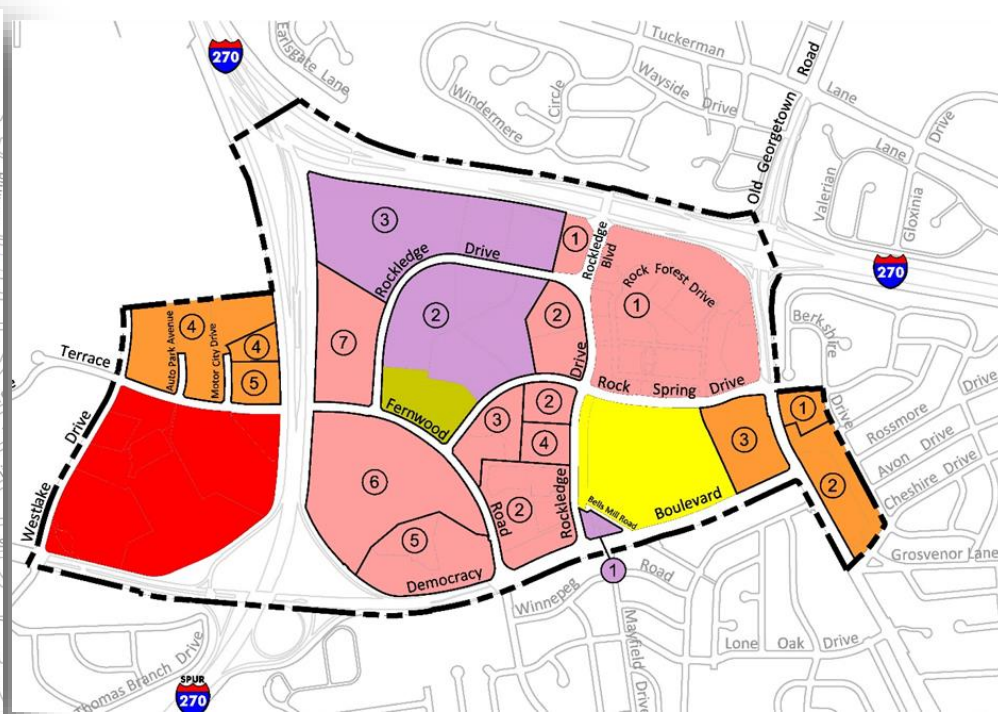 Earlsgate Lane
270
Tuckerman
Lane
Wayside Drive
Windermere
Circle
Old Georgetown Road
Drive
Lane
Valerian
Gloxinia
270
3
Rockledge Drive
1
Rockledge Blvd
Rock Forest Drive
1
2
2
7
Drive
Berkshire
Drive
4
Auto Park Avenue
Motor City Drive
4
5
Terrace
Westlake Drive
Rock Spring Drive
Fernwood Road
3
2
4
2
Rockledge
6
5
Democracy Boulevard
Bells Mill Road
1
3
1
2
Rossmore
Drive
Avon Drive
Cheshire Drive
Grosvenor Lane
Winnepeg Road
Mayfield Drive
Lone Oak Drive
Thomas Branch Drive
SPUR
270